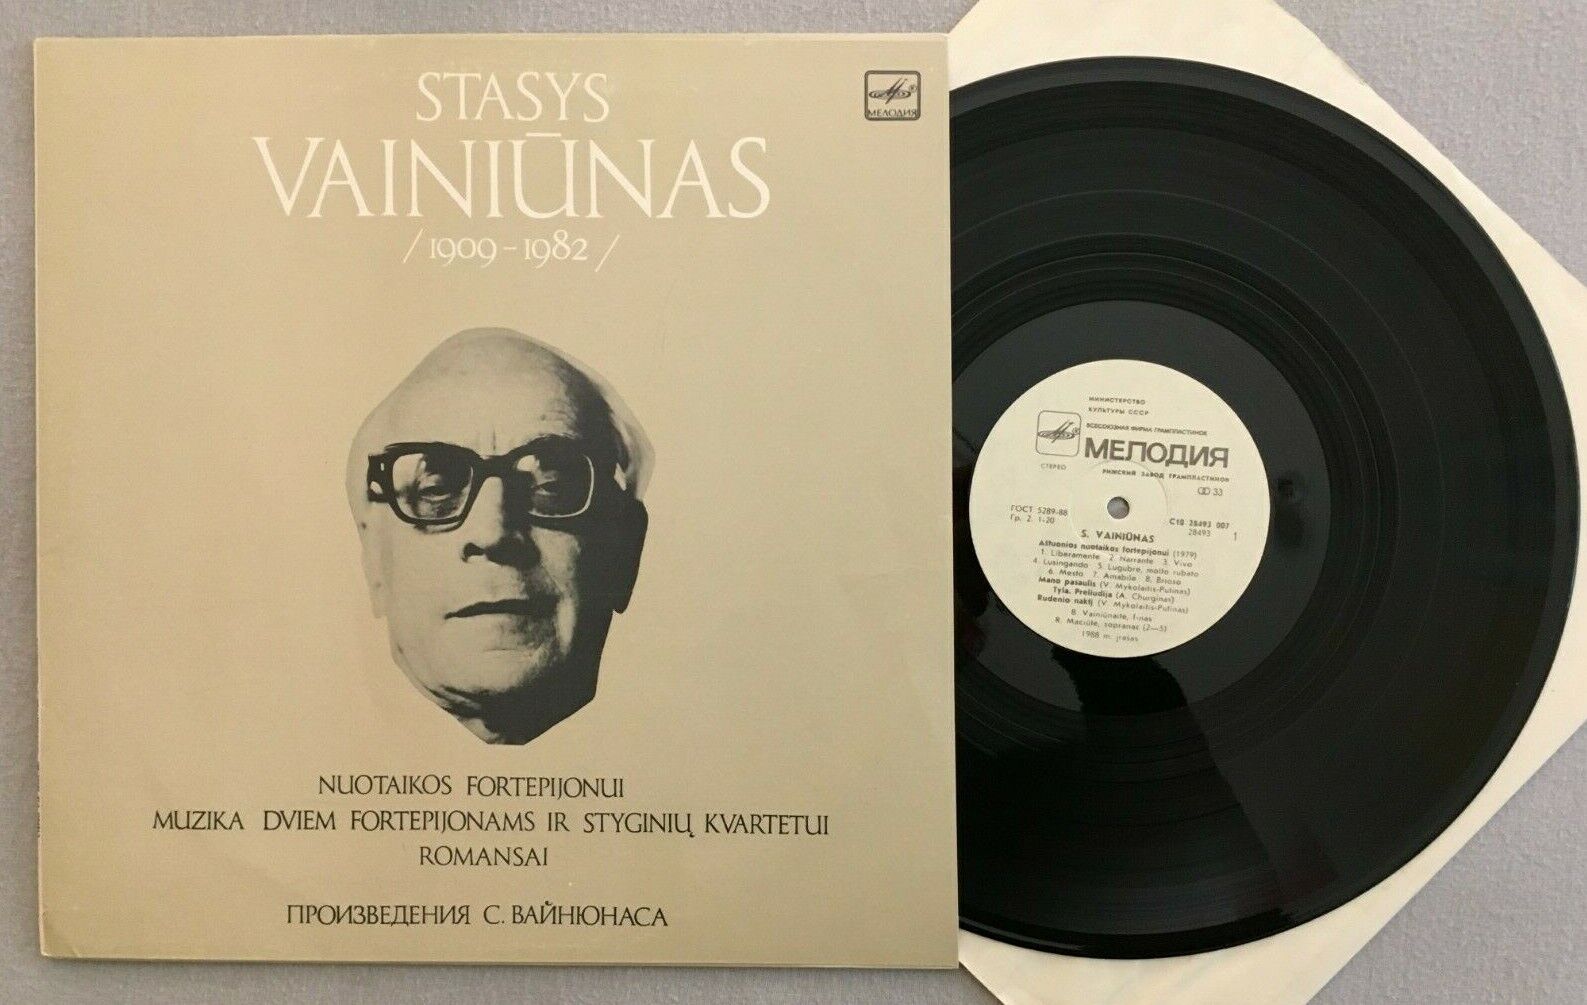 STASYS
VAINIŪNAS
/1909-1982/
МЕЛОДИЯ
NUOTAIKOS FORTEPIJONUI
MUZIKA DVIEM FORTEPIJONAMS IR STYGINIŲ KVARTETUI
ROMANSAI
ПРОИЗВЕДЕНИЯ С. ВАЙНЮНАСА
МИНИСТЕРСТВО
КУЛЬТУРЫ СССР
ВСЕСОЮЗНАЯ ФИРМА ГРАМПЛАСТИНОК
МЕЛОДИЯ
СТЕРЕО
РИЖСКИЙ ЗАВОД ГРАМПЛАСТИНОК
33
ГОСТ 5289-88
Гр. 2. 1-20
С10 28493 007
28493 1
S. VAINIŪNAS
Aštuonios nuotaikos fortepijonui (1979)
1. Liberamente 2. Narrante 3. Vivo
4. Lusingando 5. Lugubre, molto rubato
6. Mesto 7. Amabile 8. Brioso
Mano pasaulis (V. Mykolaitis-Putinas)
Tyla. Preliudija (A. Churginas)
Rudenio naktį (V. Mykolaitis-Putinas)
B. Vainiūnaitė, f-nas
R. Maciūtė, sopranas (2—5)
1988 m. įrašas